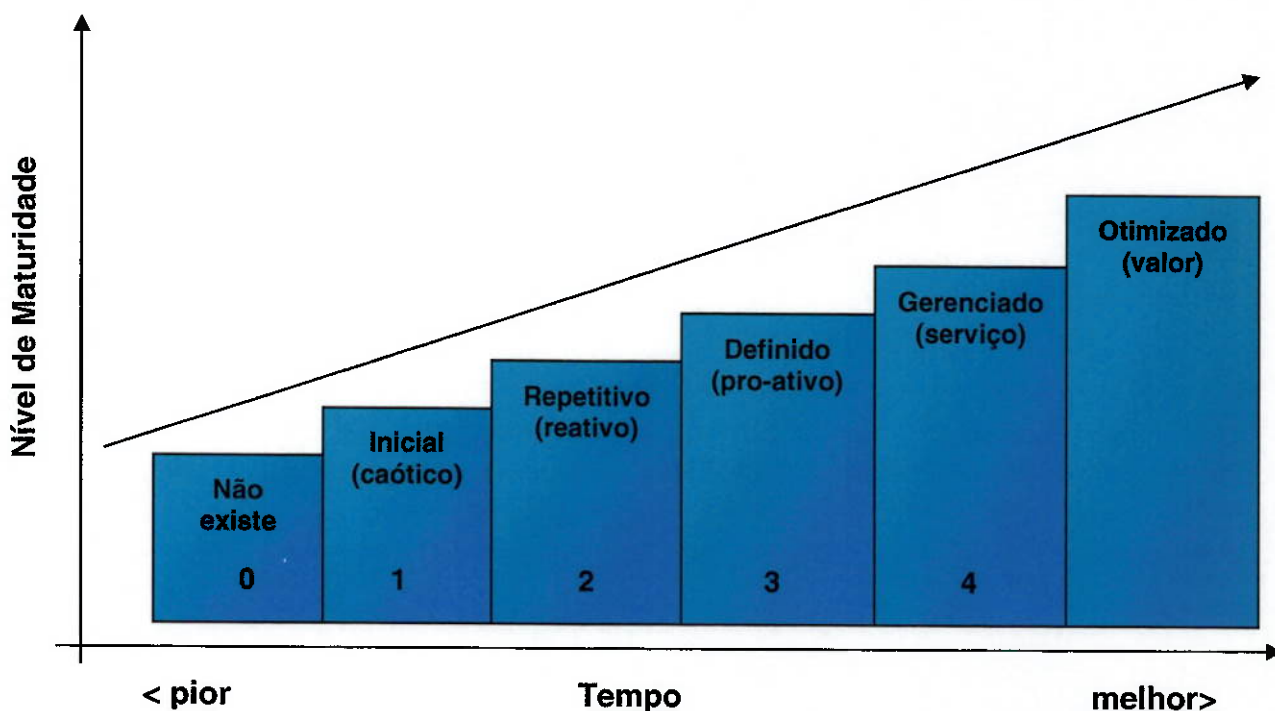 Nível de Maturidade
Não
existe
0
Inicial
(caótico)
1
Repetitivo
(reativo)
2
Definido
(pro-ativo)
3
Gerenciado
(serviço)
4
Otimizado
(valor)
< pior
Tempo
melhor>